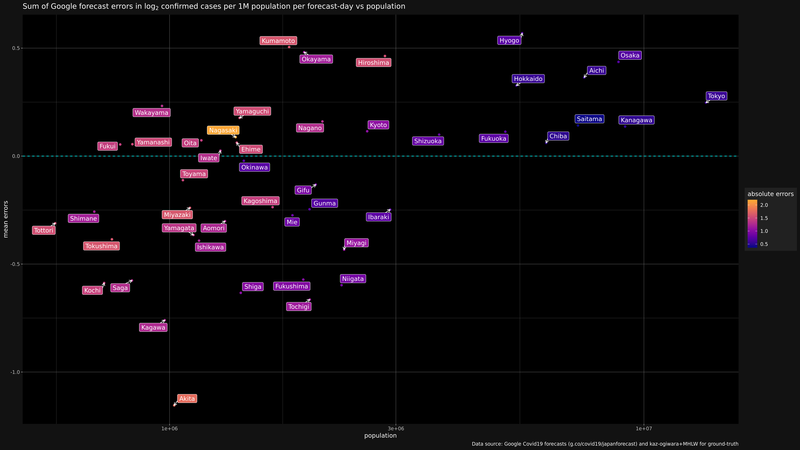 Sum of Google forecast errors in log₂ confirmed cases per 1M population per forecast-day vs population
Kumamoto
Hyogo
Okayama
Hiroshima
Osaka
Aichi
Hokkaido
Tokyo
Wakayama
Yamaguchi
Saitama
Kanagawa
Nagasaki
Nagano
Kyoto
Chiba
Fukui
Yamanashi
Oita
Ehime
Shizuoka
Fukuoka
Iwate
Okinawa
Toyama
Gifu
Kagoshima
Gunma
Shimane
Miyazaki
Mie
Ibaraki
Tottori
Yamagata
Aomori
Tokushima
Ishikawa
Miyagi
Kochi
Saga
Shiga
Fukushima
Niigata
Tochigi
Kagawa
Akita
0.5
0.0
-0.5
-1.0
mean errors
1e+06
3e+06
1e+07
population
absolute errors
2.0
1.5
1.0
0.5
Data source: Google Covid19 forecasts (g.co/covid19/japanforecast) and kaz-ogiwara+MHLW for ground-truth